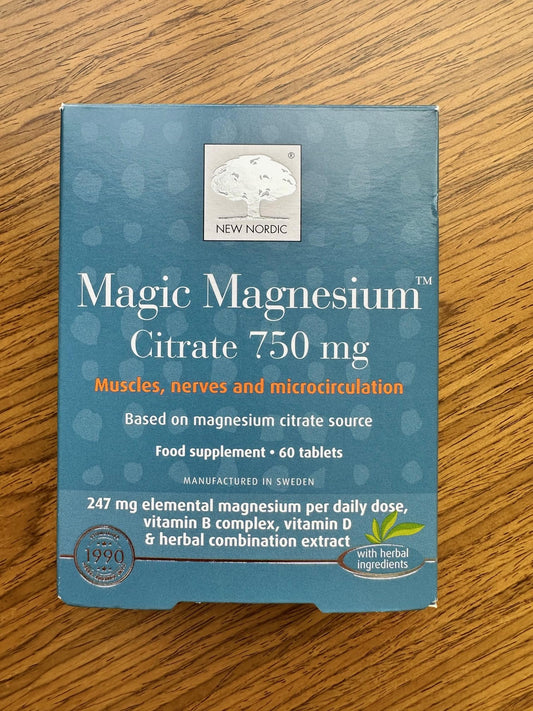 ®
NEW NORDIC
Magic Magnesium™
Citrate 750 mg
Muscles, nerves and microcirculation
Based on magnesium citrate source
Food supplement • 60 tablets
MANUFACTURED IN SWEDEN
247 mg elemental magnesium per daily dose,
vitamin B complex, vitamin D
& herbal combination extract
1990
with herbal
ingredients